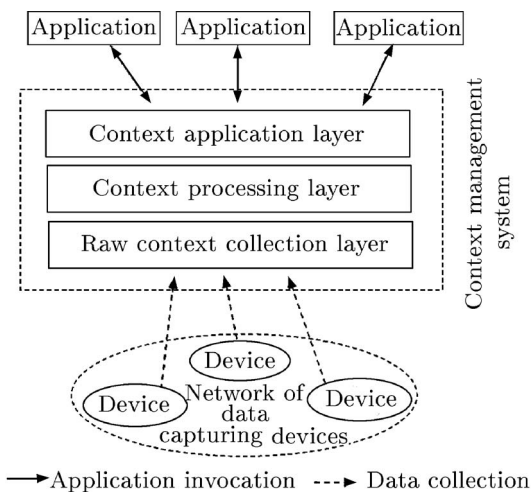 Application Application Application
Context application layer
Context processing layer
Raw context collection layer
Context management
system
Device
Device
Device
Network of
data
capturing devices
Application invocation
Data collection